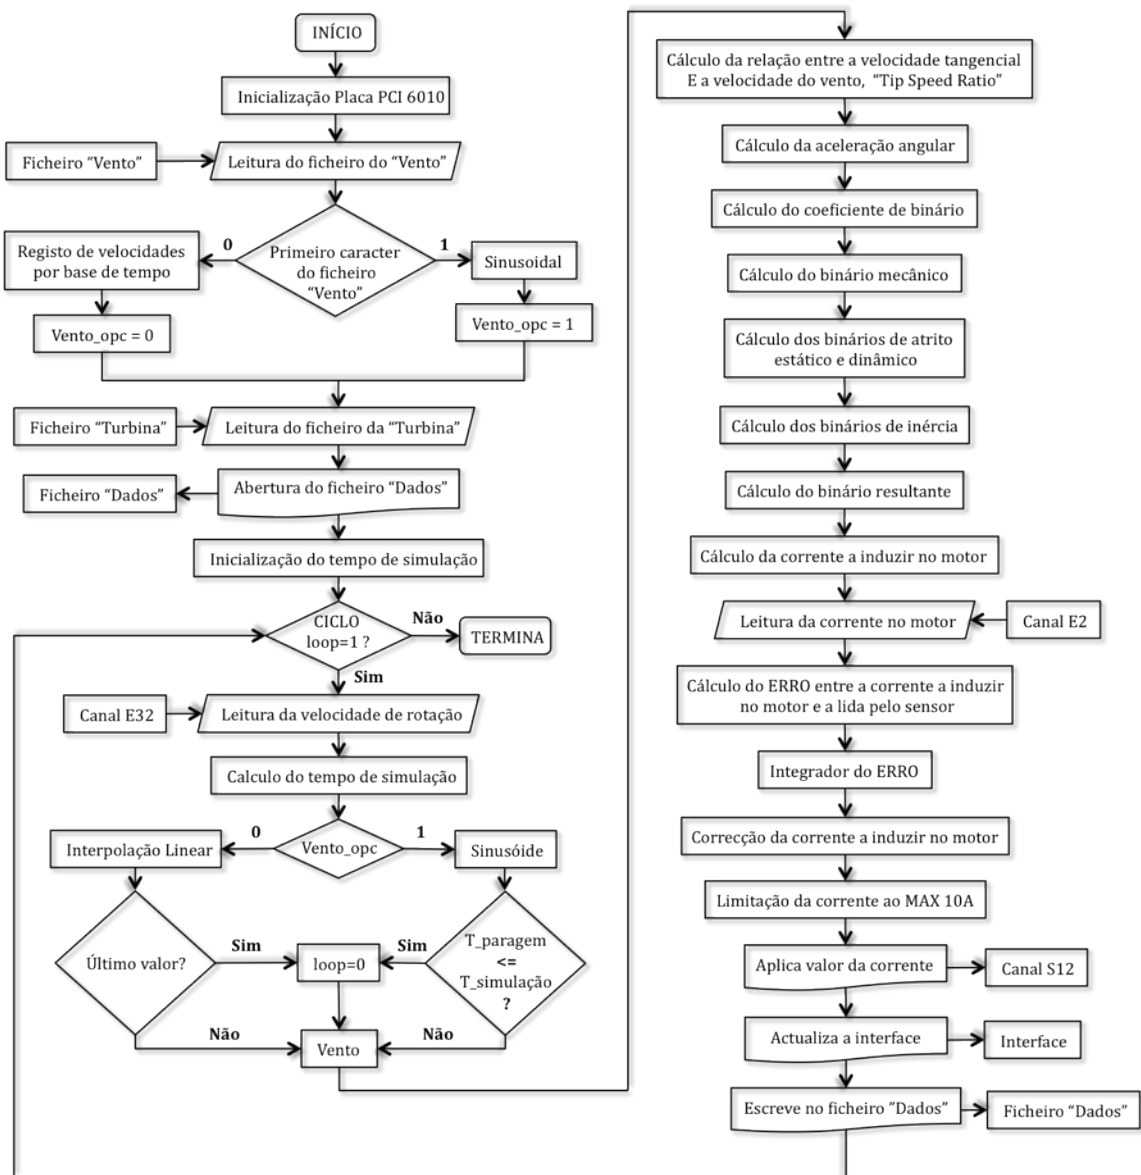 INÍCIO
Inicialização Placa PCI 6010
Ficheiro “Vento”
Leitura do ficheiro do “Vento”
Registo de velocidades
por base de tempo
0
Primeiro caracter
do ficheiro
“Vento”
1
Sinusoidal
Vento_opc = 0
Vento_opc = 1
Ficheiro “Turbina”
Leitura do ficheiro da “Turbina”
Ficheiro “Dados”
Abertura do ficheiro “Dados”
Inicialização do tempo de simulação
CICLO
loop=1 ?
Não
TERMINA
Sim
Canal E32
Leitura da velocidade de rotação
Calculo do tempo de simulação
Interpolação Linear
0
Vento_opc
1
Sinusóide
Último valor?
Sim
loop=0
Sim
T_paragem
<=
T_simulação
?
Não
Vento
Não
Cálculo da relação entre a velocidade tangencial
E a velocidade do vento, “Tip Speed Ratio”
Cálculo da aceleração angular
Cálculo do coeficiente de binário
Cálculo do binário mecânico
Cálculo dos binários de atrito
estático e dinâmico
Cálculo dos binários de inércia
Cálculo do binário resultante
Cálculo da corrente a induzir no motor
Leitura da corrente no motor
Canal E2
Cálculo do ERRO entre a corrente a induzir
no motor e a lida pelo sensor
Integrador do ERRO
Correcção da corrente a induzir no motor
Limitação da corrente ao MAX 10A
Aplica valor da corrente
Canal S12
Actualiza a interface
Interface
Escreve no ficheiro ”Dados”
Ficheiro “Dados”